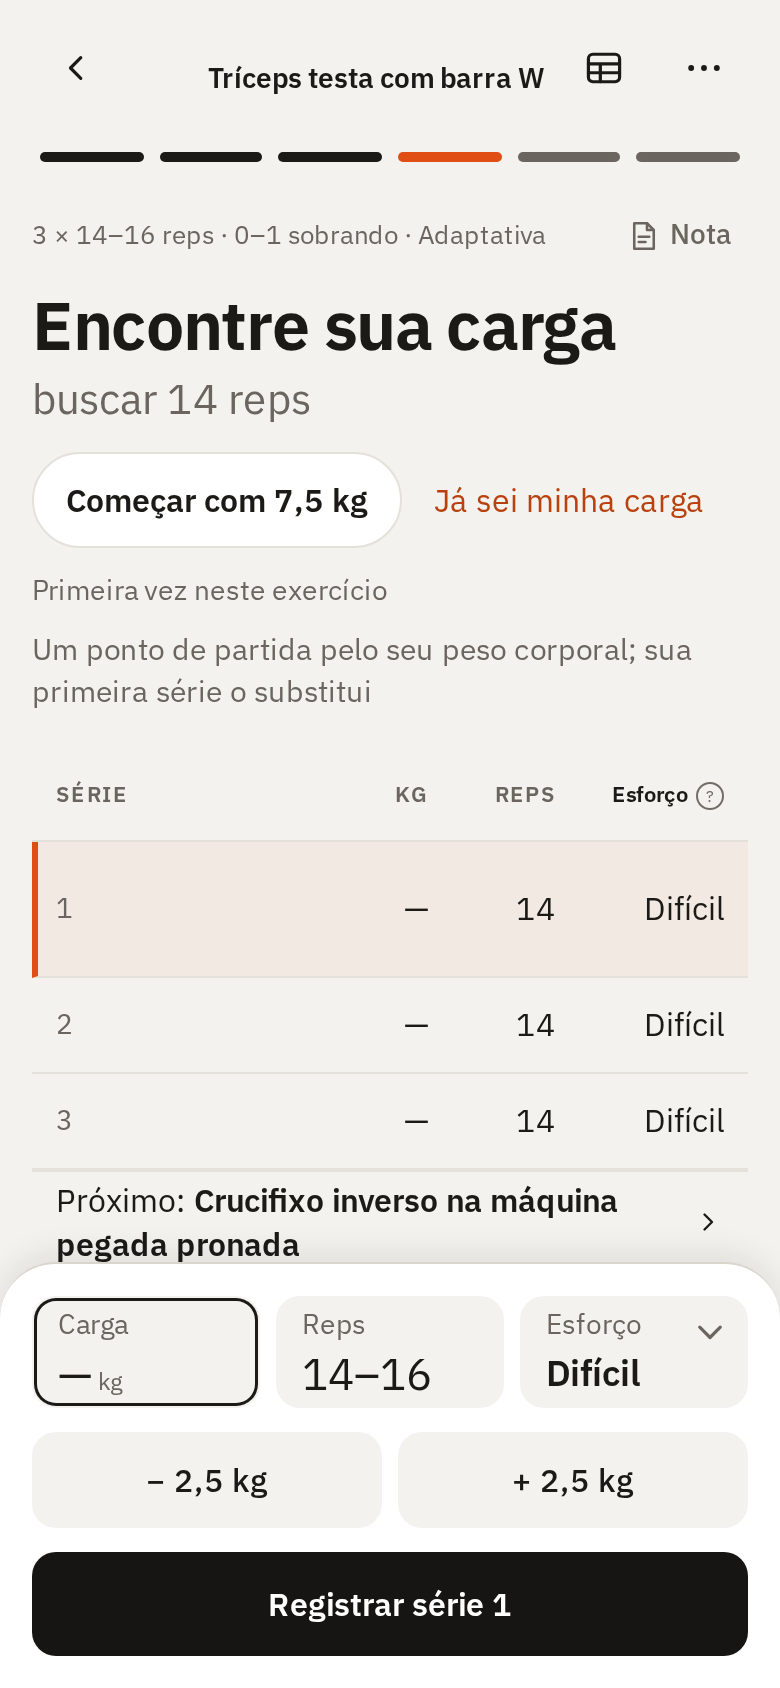 Tríceps testa com barra W
3 × 14–16 reps · 0–1 sobrando · Adaptativa
Nota
Encontre sua carga
buscar 14 reps
Começar com 7,5 kg
Já sei minha carga
Primeira vez neste exercício
Um ponto de partida pelo seu peso corporal; sua
primeira série o substitui
SÉRIE KG REPS Esforço ?
1 — 14 Difícil
2 — 14 Difícil
3 — 14 Difícil
Próximo: Crucifixo inverso na máquina
pegada pronada
Carga Reps Esforço
— kg 14–16 Difícil
− 2,5 kg + 2,5 kg
Registrar série 1